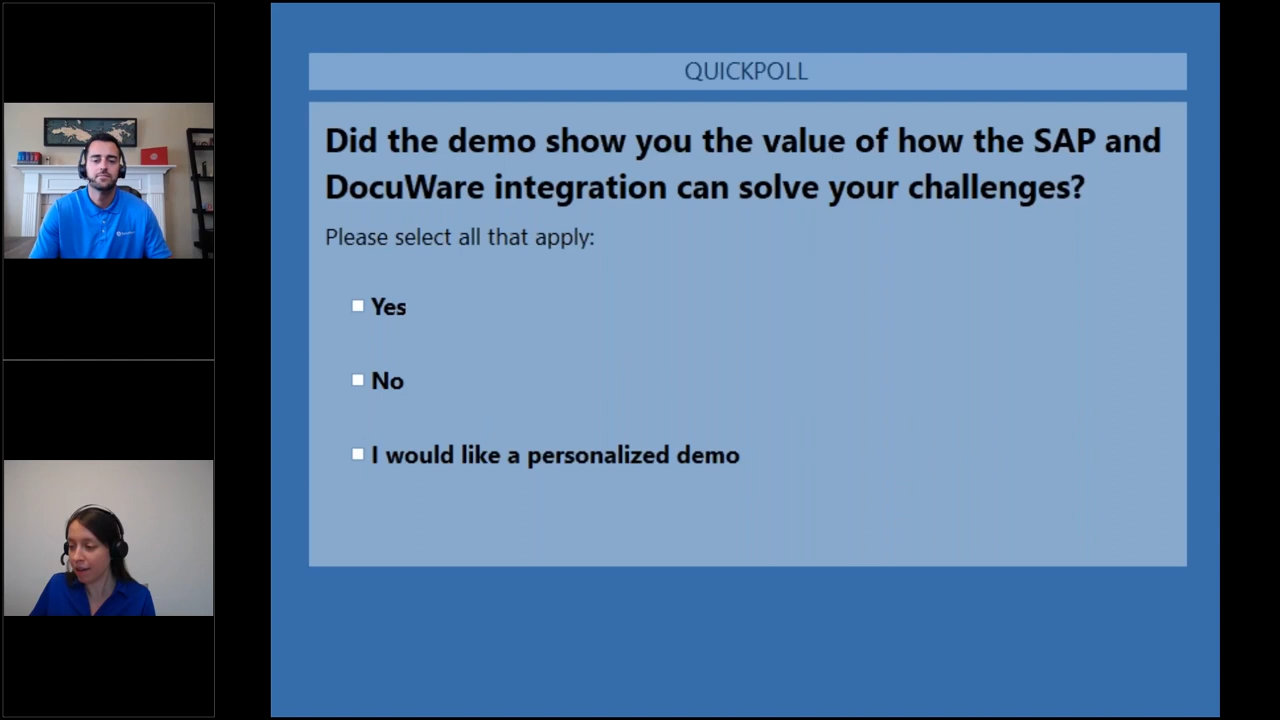 QUICKPOLL
Did the demo show you the value of how the SAP and
DocuWare integration can solve your challenges?
Please select all that apply:
Yes
No
I would like a personalized demo